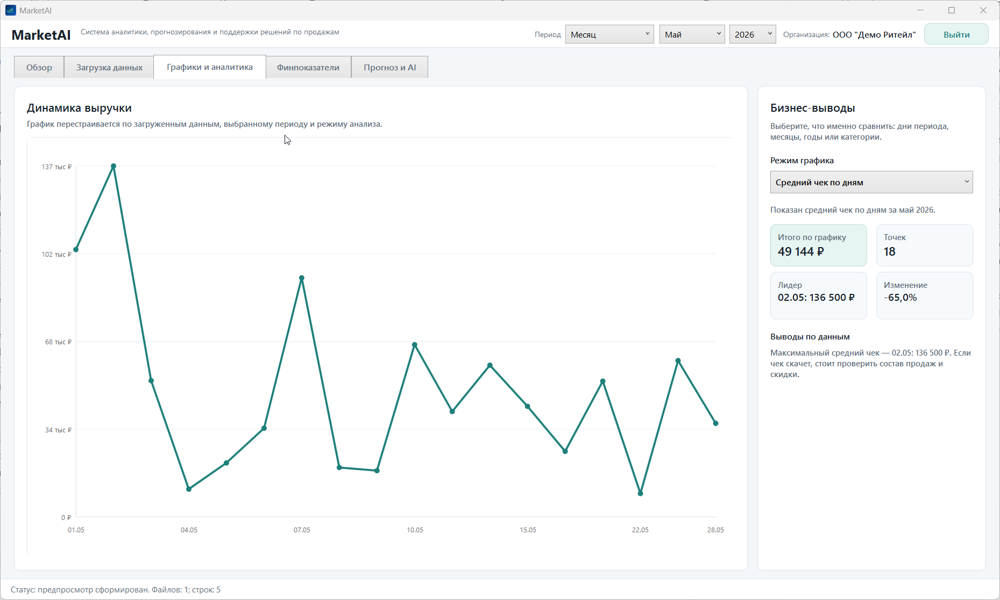 MarketAI
MarketAI
Система аналитики, прогнозирования и поддержки решений по продажам
Период
Месяц
Май
2026
Организация: ООО "Демо Ритейл"
Выйти
Обзор
Загрузка данных
Графики и аналитика
Финпоказатели
Прогноз и AI
Динамика выручки
График перестраивается по загруженным данным, выбранному периоду и режиму анализа.
137 тыс ₽
102 тыс ₽
68 тыс ₽
34 тыс ₽
0 ₽
01.05
04.05
07.05
10.05
15.05
22.05
28.05
Бизнес-выводы
Выберите, что именно сравнить: дни периода,
месяцы, годы или категории.
Режим графика
Средний чек по дням
Показан средний чек по дням за май 2026.
Итого по графику
49 144 ₽
Точек
18
Лидер
02.05: 136 500 ₽
Изменение
-65,0%
Выводы по данным
Максимальный средний чек — 02.05: 136 500 ₽. Если
чек скачет, стоит проверить состав продаж и
скидки.
Статус: предпросмотр сформирован. Файлов: 1; строк: 5